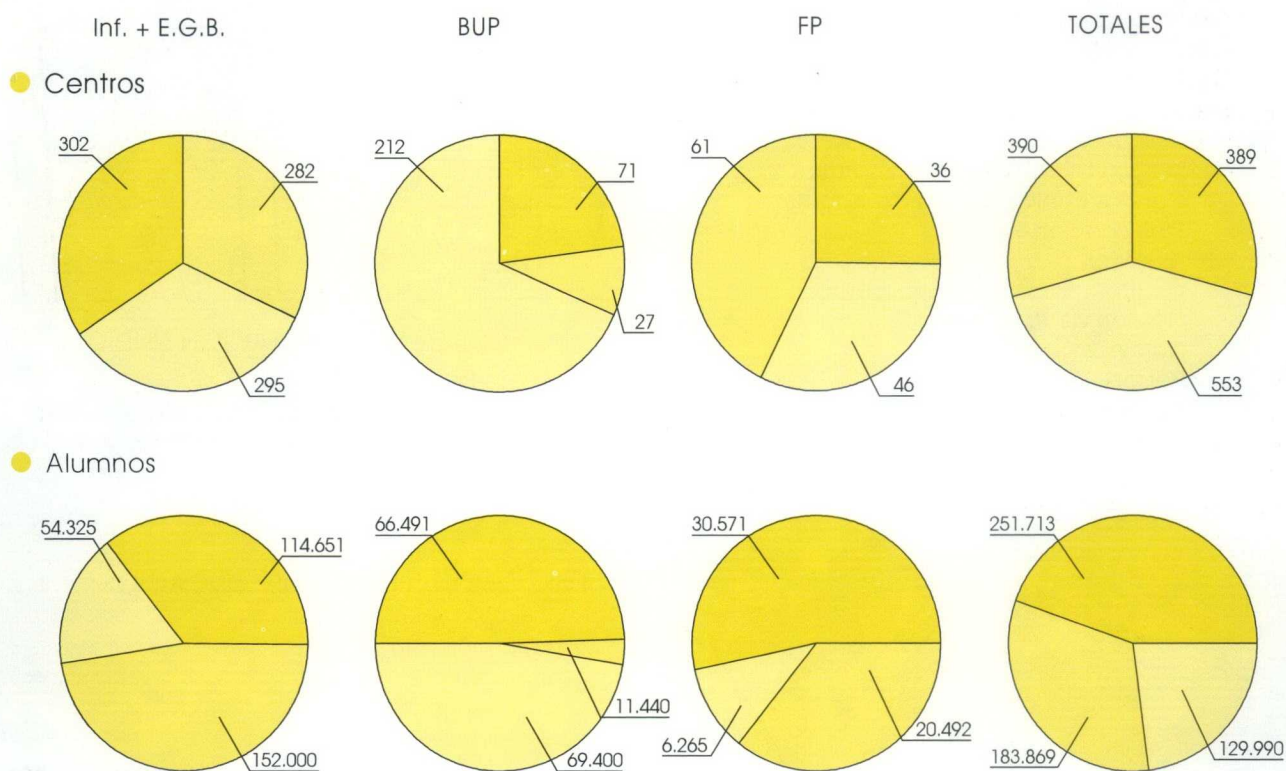 Inf. + E.G.B. BUP FP TOTALES
Centros
302 282 212 71 61 36 390 389
27
295 46 553
Alumnos
54.325 114.651 66.491 30.571 251.713
11.440 20.492
6.265 183.869 129.990
152.000 69.400